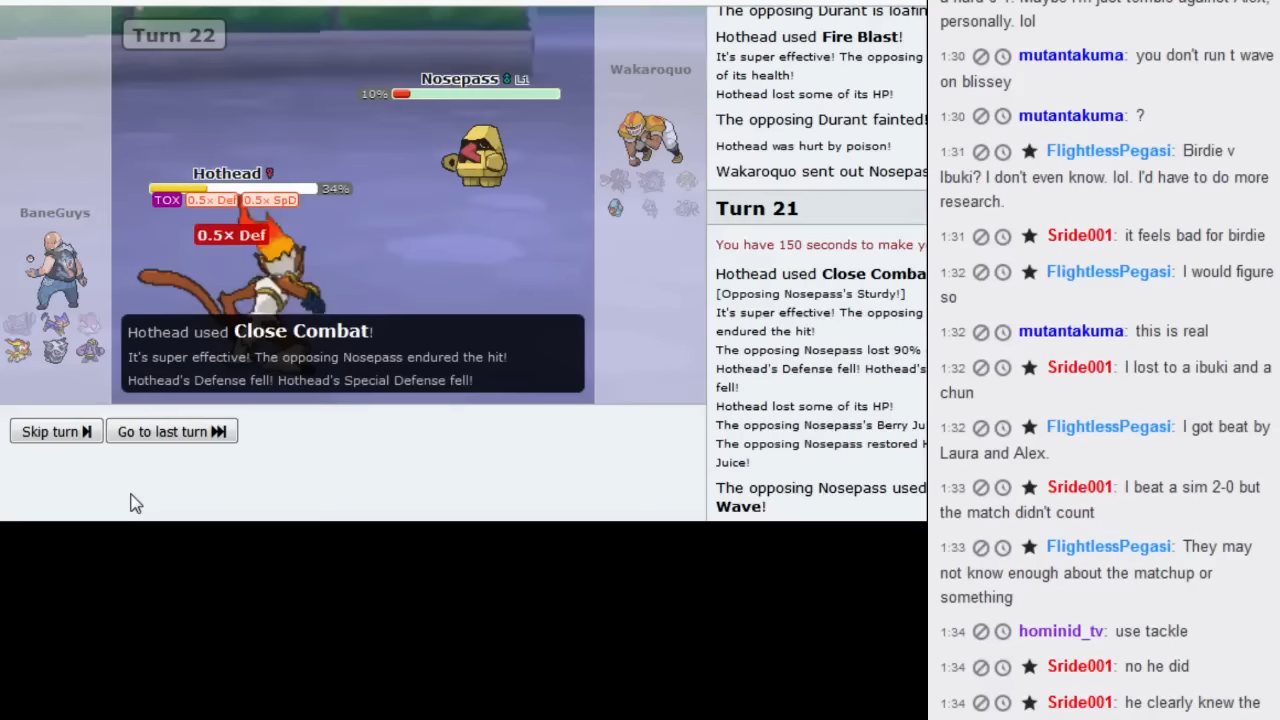 Turn 22
Nosepass L1
10%
Wakaroquo
Hothead
34%
TOX 0.5× Def 0.5× SpD
0.5× Def
BaneGuys
Hothead used Close Combat!
It's super effective! The opposing Nosepass endured the hit!
Hothead's Defense fell! Hothead's Special Defense fell!
Skip turn Go to last turn
The opposing Durant is loafin
Hothead used Fire Blast!
It's super effective! The opposing
of its health!
Hothead lost some of its HP!
The opposing Durant fainted!
Hothead was hurt by poison!
Wakaroquo sent out Nosepas
Turn 21
You have 150 seconds to make y
Hothead used Close Comba
[Opposing Nosepass's Sturdy!]
It's super effective! The opposing
endured the hit!
The opposing Nosepass lost 90%
Hothead's Defense fell! Hothead's
fell!
Hothead lost some of its HP!
The opposing Nosepass's Berry Ju
The opposing Nosepass restored H
Juice!
The opposing Nosepass used
Wave!
personally. lol
1:30 mutantakuma: you don't run t wave
on blissey
1:30 mutantakuma: ?
1:31 FlightlessPegasi: Birdie v
Ibuki? I don't even know. lol. I'd have to do more
research.
1:31 Sride001: it feels bad for birdie
1:32 FlightlessPegasi: I would figure
so
1:32 mutantakuma: this is real
1:32 Sride001: I lost to a ibuki and a
chun
1:32 FlightlessPegasi: I got beat by
Laura and Alex.
1:33 Sride001: I beat a sim 2-0 but
the match didn't count
1:33 FlightlessPegasi: They may
not know enough about the matchup or
something
1:34 hominid_tv: use tackle
1:34 Sride001: no he did
1:34 Sride001: he clearly knew the